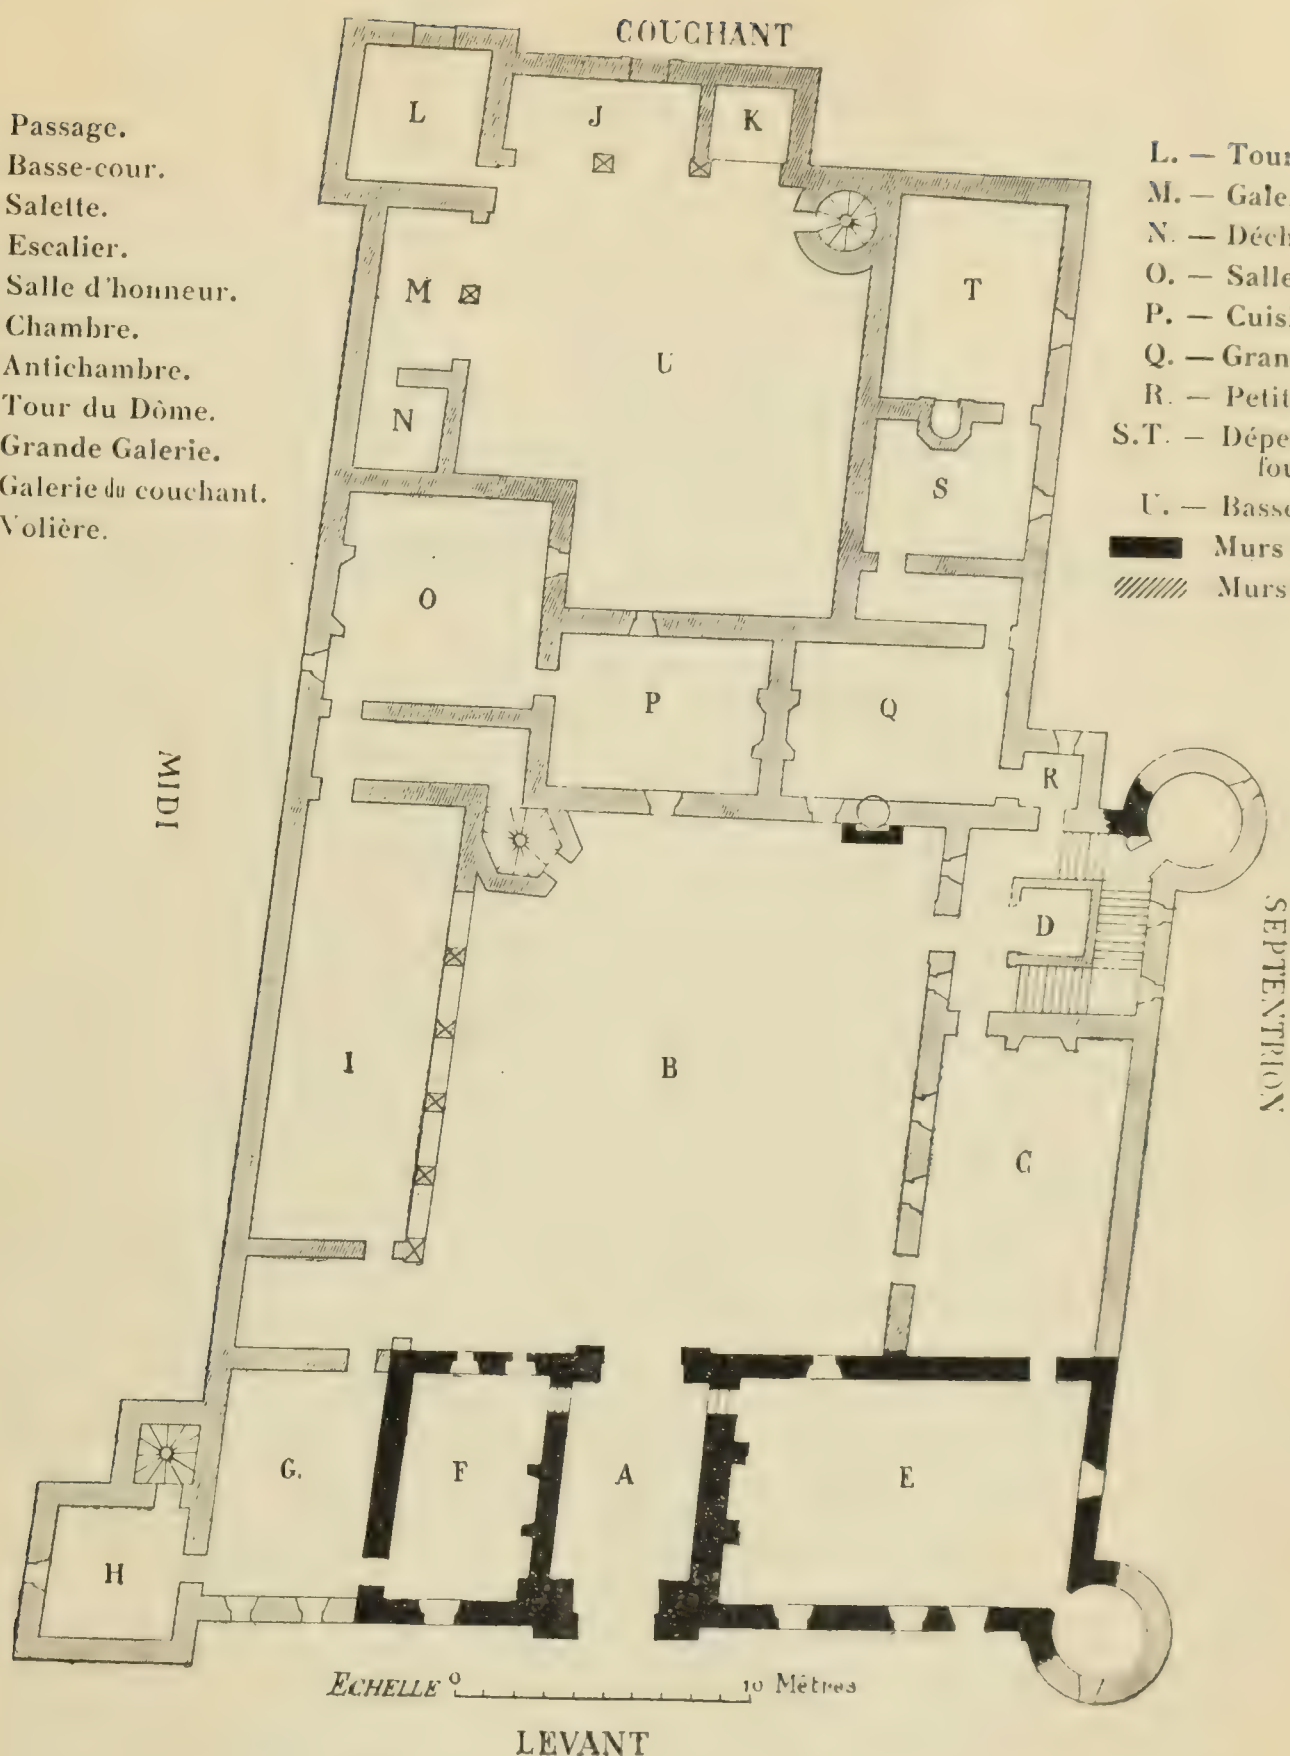 COUCHANT
Passage.
Basse-cour.
Salette.
Escalier.
Salle d'honneur.
Chambre.
Antichambre.
Tour du Dôme.
Grande Galerie.
Galerie du couchant.
Volière.
L. — Tour
M. — Gale
N. — Déch
O. — Salle
P. — Cuis
Q. — Gran
R. — Petit
S.T. — Dépe
fou
U. — Basse
Murs
Murs
MIDI
SEPTENTRION
L
J
K
M
T
U
N
S
O
P
Q
R
D
I
B
C
G.
F
A
E
H
ECHELLE 0 10 Mètres
LEVANT